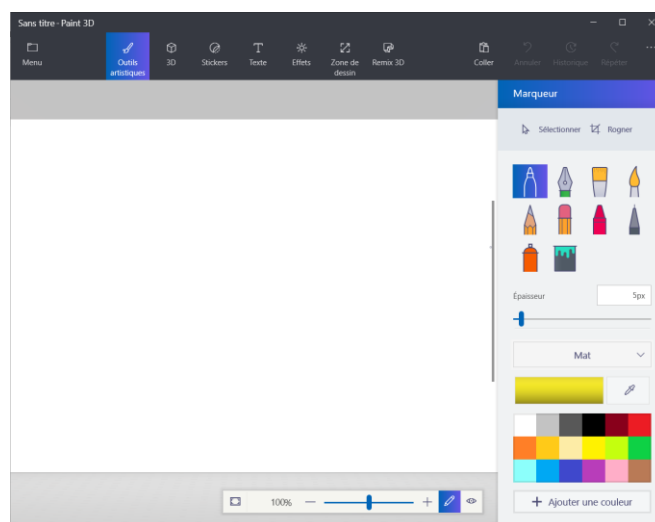 Sans titre - Paint 3D
Menu
Outils artistiques
3D
Stickers
Texte
Effets
Zone de dessin
Remix 3D
Coller
Annuler
Historique
Répéter
Marqueur
Sélectionner
Rogner
Épaisseur
5px
Mat
100%
Ajouter une couleur